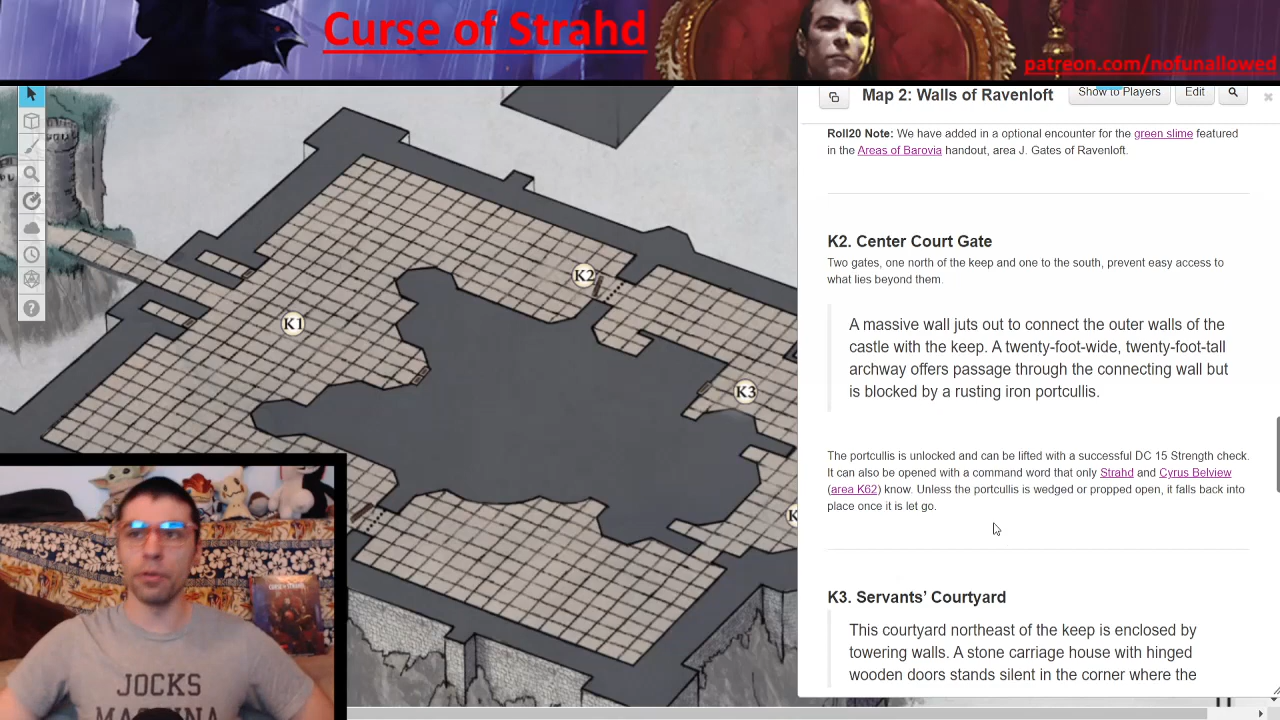 Curse of Strahd
patreon.com/nofunallowed
Map 2: Walls of Ravenloft
Show to Players
Edit
Roll20 Note: We have added in a optional encounter for the green slime featured
in the Areas of Barovia handout, area J. Gates of Ravenloft.
K2. Center Court Gate
Two gates, one north of the keep and one to the south, prevent easy access to
what lies beyond them.
A massive wall juts out to connect the outer walls of the
castle with the keep. A twenty-foot-wide, twenty-foot-tall
archway offers passage through the connecting wall but
is blocked by a rusting iron portcullis.
The portcullis is unlocked and can be lifted with a successful DC 15 Strength check.
It can also be opened with a command word that only Strahd and Cyrus Belview
(area K62) know. Unless the portcullis is wedged or propped open, it falls back into
place once it is let go.
K3. Servants’ Courtyard
This courtyard northeast of the keep is enclosed by
towering walls. A stone carriage house with hinged
wooden doors stands silent in the corner where the
K2
K1
K3
JOCKS